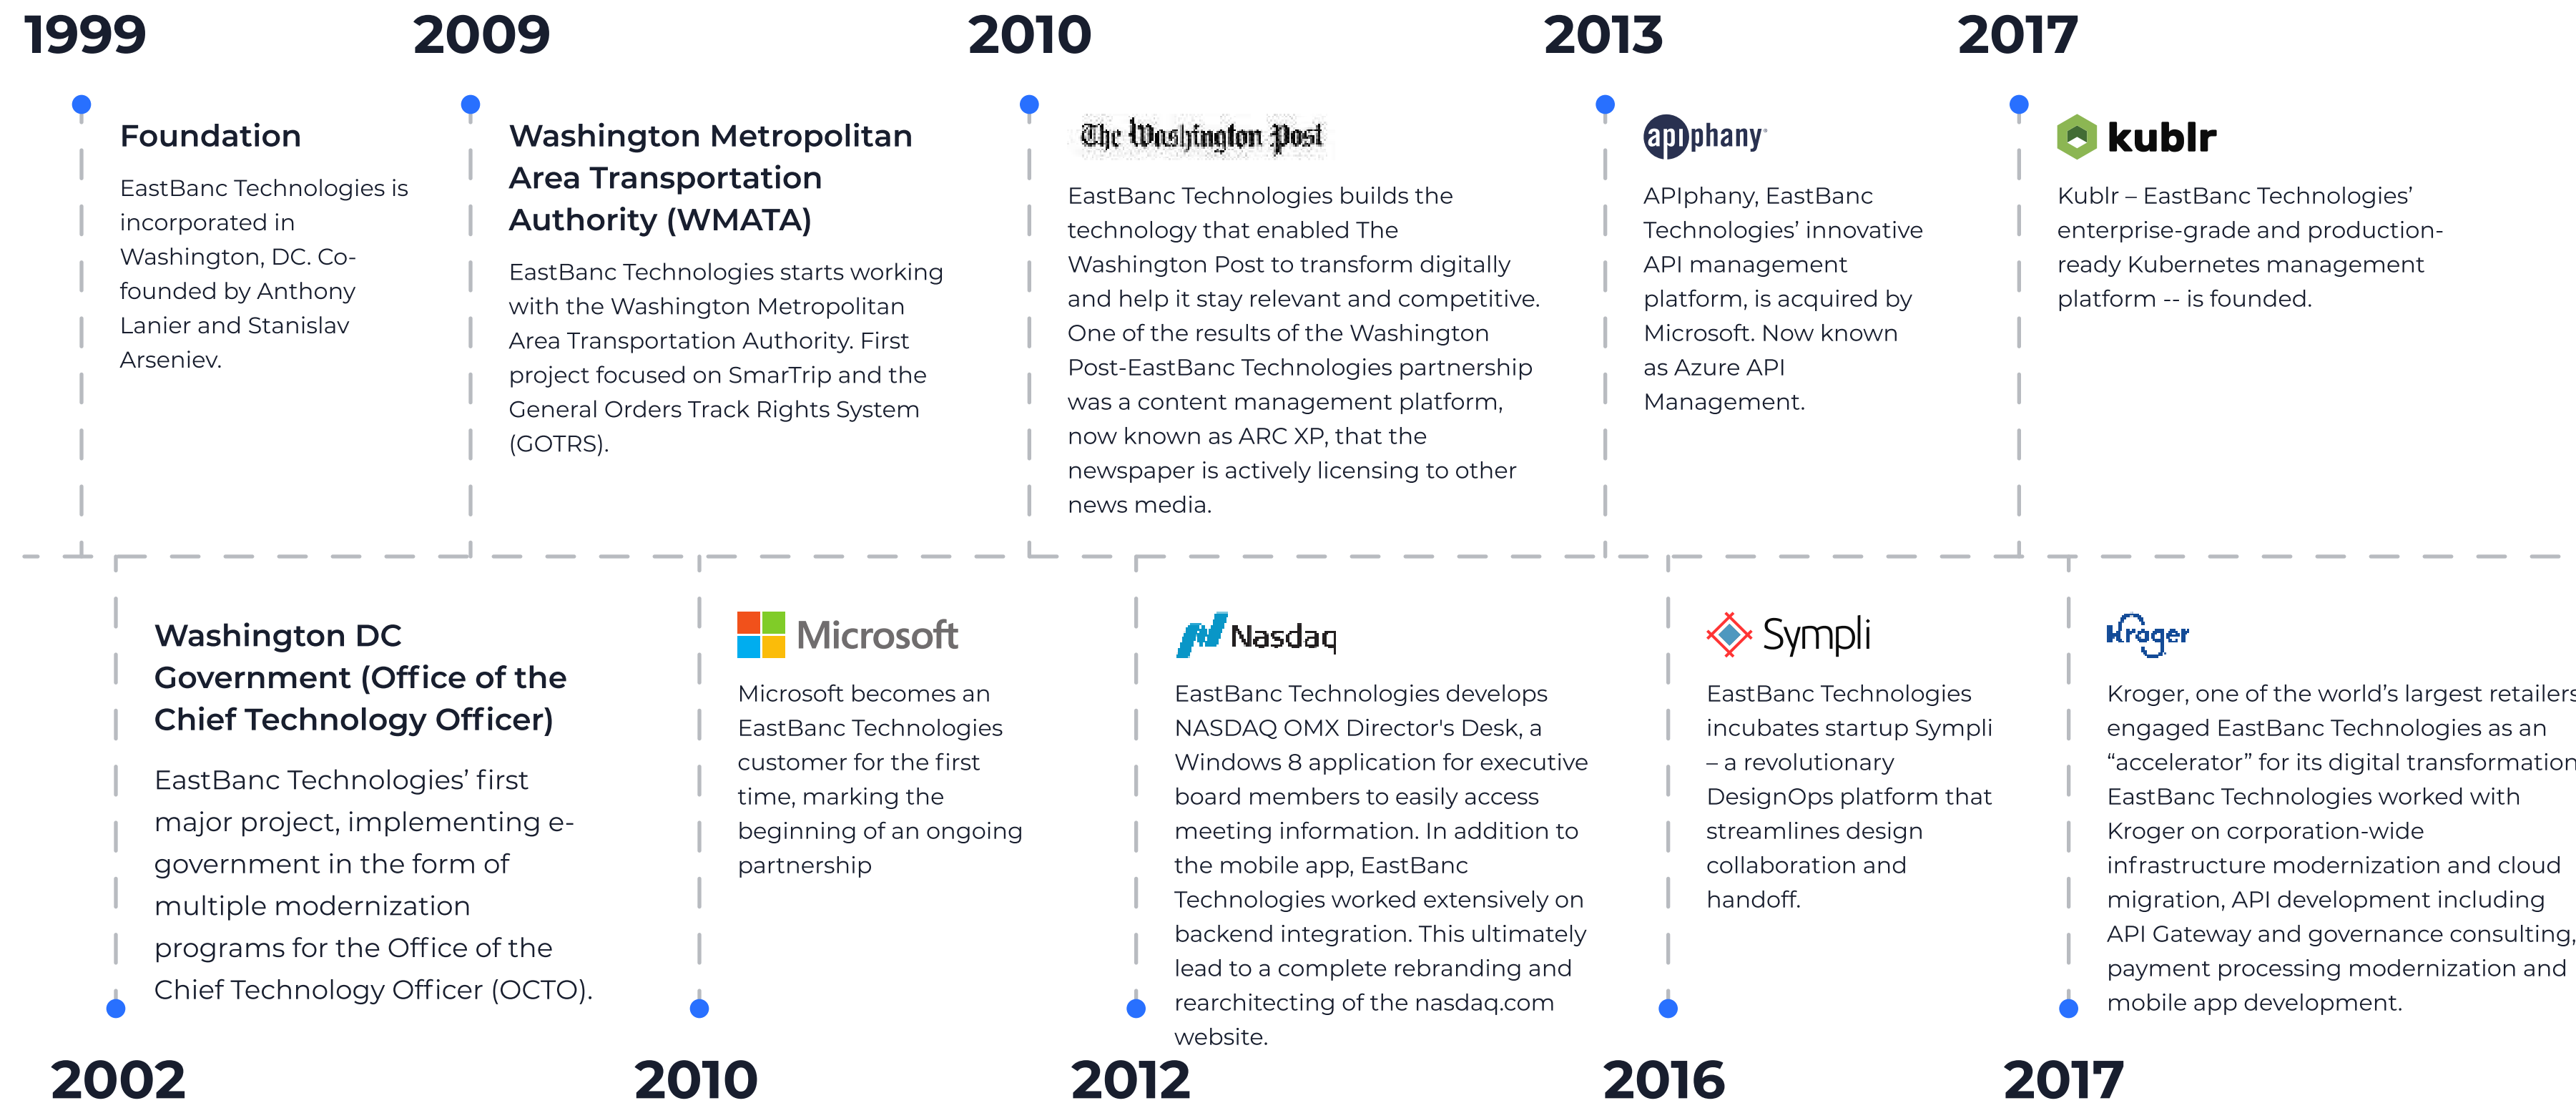 1999
Foundation
EastBanc Technologies is
incorporated in
Washington, DC. Co-
founded by Anthony
Lanier and Stanislav
Arseniev.
2009
Washington Metropolitan
Area Transportation
Authority (WMATA)
EastBanc Technologies starts working
with the Washington Metropolitan
Area Transportation Authority. First
project focused on SmarTrip and the
General Orders Track Rights System
(GOTRS).
2010
The Washington Post
EastBanc Technologies builds the
technology that enabled The
Washington Post to transform digitally
and help it stay relevant and competitive.
One of the results of the Washington
Post-EastBanc Technologies partnership
was a content management platform,
now known as ARC XP, that the
newspaper is actively licensing to other
news media.
2013
apiphany
APIphany, EastBanc
Technologies’ innovative
API management
platform, is acquired by
Microsoft. Now known
as Azure API
Management.
2017
kublr
Kublr – EastBanc Technologies’
enterprise-grade and production-
ready Kubernetes management
platform -- is founded.
Washington DC
Government (Office of the
Chief Technology Officer)
EastBanc Technologies’ first
major project, implementing e-
government in the form of
multiple modernization
programs for the Office of the
Chief Technology Officer (OCTO).
2002
Microsoft
Microsoft becomes an
EastBanc Technologies
customer for the first
time, marking the
beginning of an ongoing
partnership
2010
Nasdaq
EastBanc Technologies develops
NASDAQ OMX Director's Desk, a
Windows 8 application for executive
board members to easily access
meeting information. In addition to
the mobile app, EastBanc
Technologies worked extensively on
backend integration. This ultimately
lead to a complete rebranding and
rearchitecting of the nasdaq.com
website.
2012
Sympli
EastBanc Technologies
incubates startup Sympli
– a revolutionary
DesignOps platform that
streamlines design
collaboration and
handoff.
2016
Kroger
Kroger, one of the world’s largest retailers
engaged EastBanc Technologies as an
“accelerator” for its digital transformation
EastBanc Technologies worked with
Kroger on corporation-wide
infrastructure modernization and cloud
migration, API development including
API Gateway and governance consulting,
payment processing modernization and
mobile app development.
2017